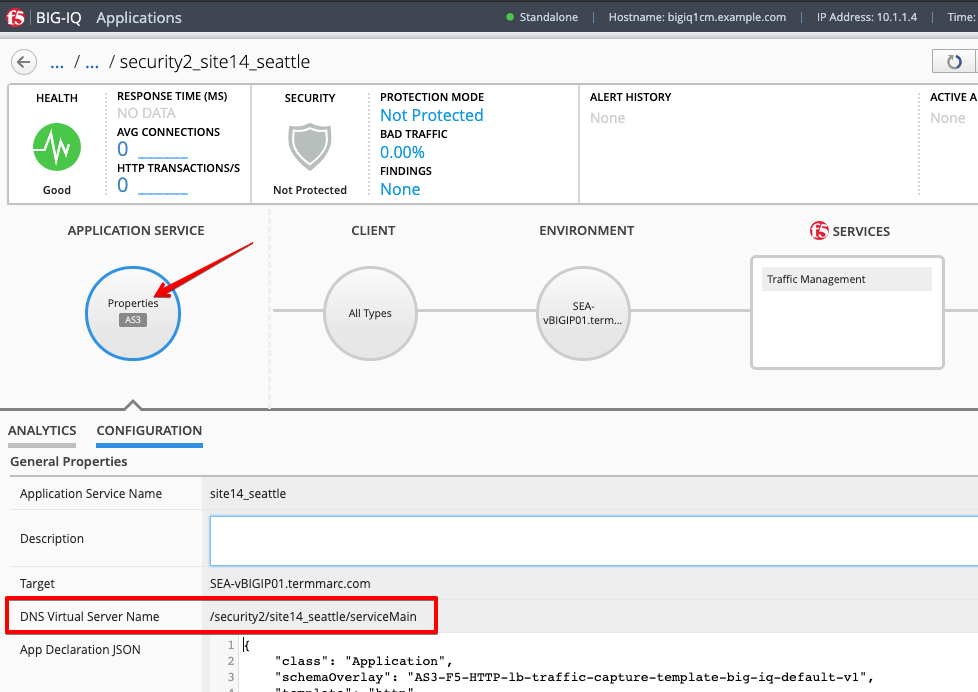 f5 BIG-IQ Applications Standalone Hostname: bigiq1cm.example.com IP Address: 10.1.1.4 Time:
... / ... / security2_site14_seattle
HEALTH
Good
RESPONSE TIME (MS)
NO DATA
AVG CONNECTIONS
0
HTTP TRANSACTIONS/S
0
SECURITY
Not Protected
PROTECTION MODE
Not Protected
BAD TRAFFIC
0.00%
FINDINGS
None
ALERT HISTORY
None
ACTIVE A
None
APPLICATION SERVICE
CLIENT
ENVIRONMENT
f5 SERVICES
Properties
AS3
All Types
SEA-
vBIGIP01.term...
Traffic Management
ANALYTICS CONFIGURATION
General Properties
Application Service Name site14_seattle
Description
Target SEA-vBIGIP01.termmarc.com
DNS Virtual Server Name /security2/site14_seattle/serviceMain
App Declaration JSON
1 {
2 "class": "Application",
3 "schemaOverlay": "AS3-F5-HTTP-lb-traffic-capture-template-big-iq-default-v1",
4 "template": "http",